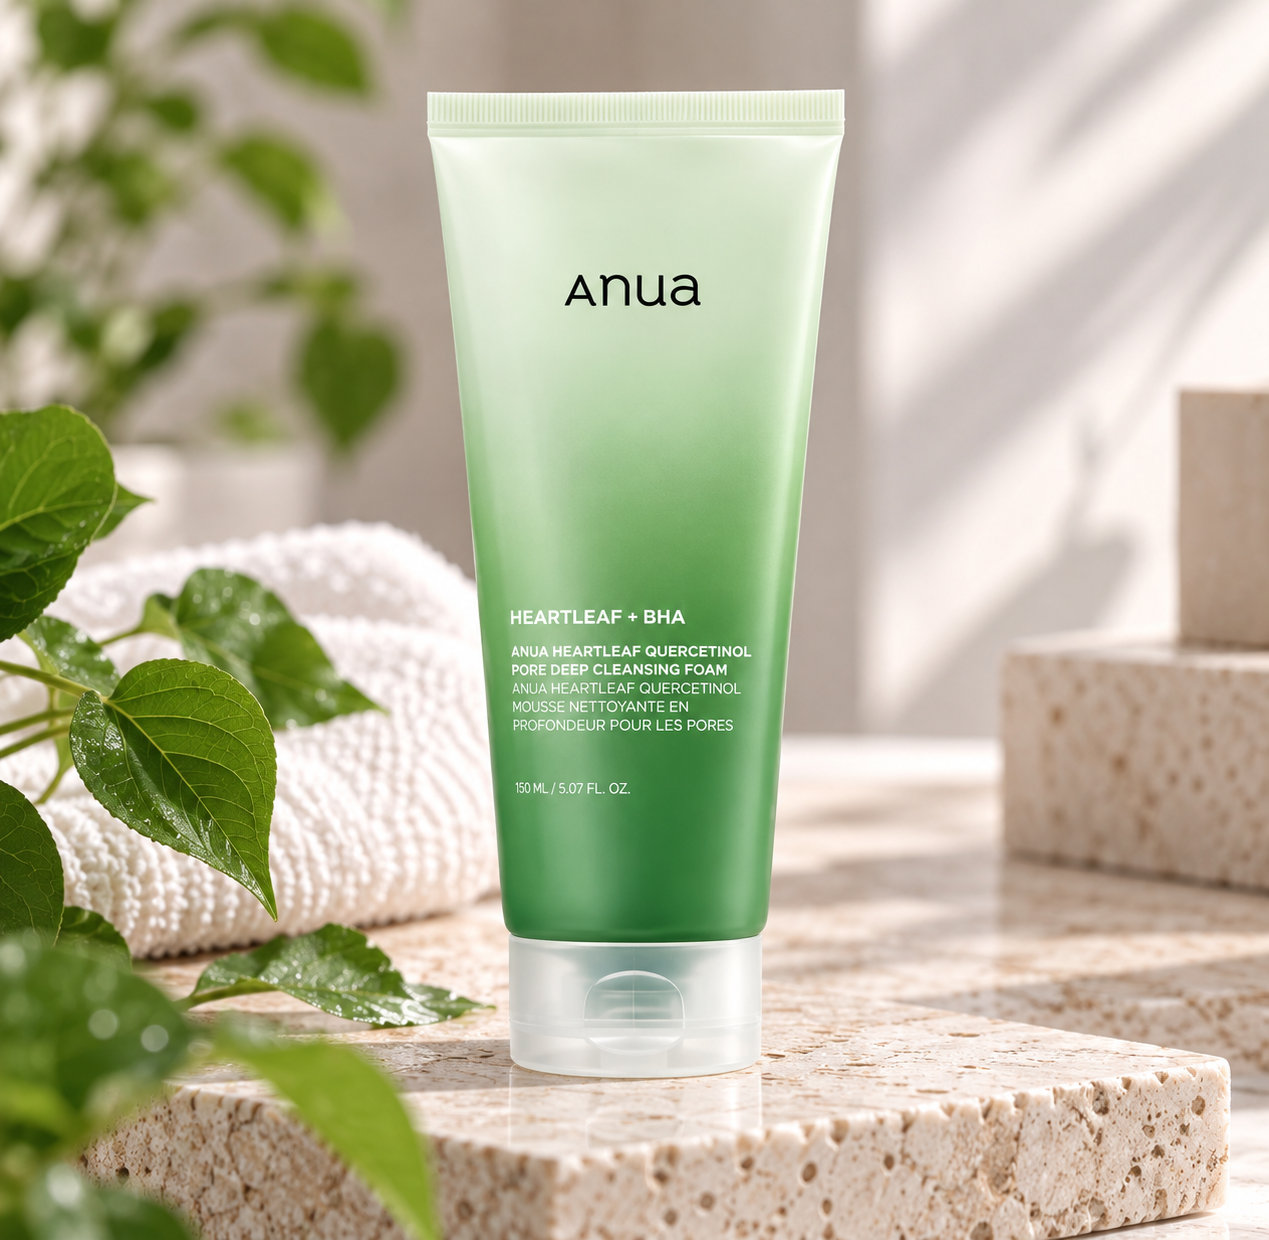 Anua
HEARTLEAF + BHA
ANUA HEARTLEAF QUERCETINOL
PORE DEEP CLEANSING FOAM
ANUA HEARTLEAF QUERCETINOL
MOUSSE NETTOYANTE EN
PROFONDEUR POUR LES PORES
150 ML / 5.07 FL. OZ.